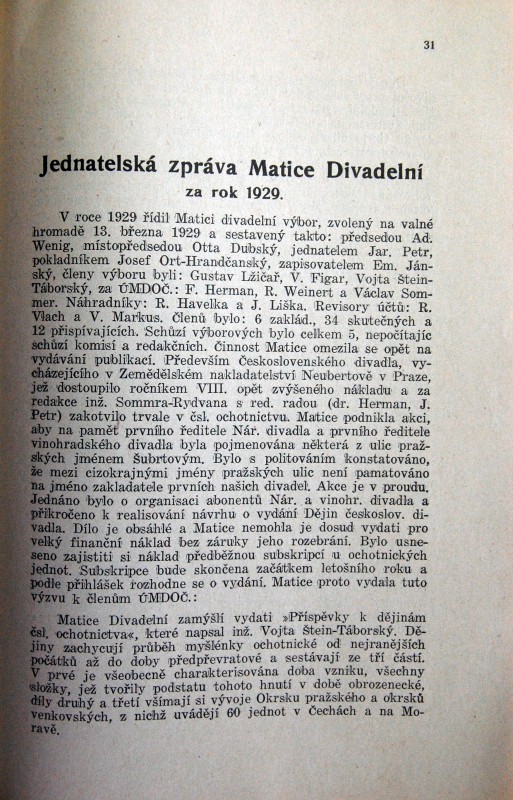 31
Jednatelská zpráva Matice Divadelní
za rok 1929.
V roce 1929 řídil Matici divadelní výbor, zvolený na valné
hromadě 13. března 1929 a sestavený takto: předsedou Ad.
Wenig, místopředsedou Otta Dubský, jednatelem Jar. Petr,
pokladníkem Josef Ort-Hrandčanský, zapisovatelem Em. Ján-
ský, členy výboru byli: Gustav Lžičař, V. Figar, Vojta Štein-
Táborský, za ÚMDOČ.: F. Herman, R. Weinert a Václav Som-
mer. Náhradníky: R. Havelka a J. Liška. Revisory účtů: R.
Vlach a V. Markus. Členů bylo: 6 zaklád., 34 skutečných a
12 přispívajících. Schůzí výborových bylo celkem 5, nepočítajíc
schůzí komisí a redakčních. Činnost Matice omezila se opět na
vydávání publikací. Především Československého divadla, vy-
cházejícího v Zemědělském nakladatelství Neubertově v Praze,
jež dostoupilo ročníkem VIII. opět zvýšeného nákladu a za
redakce inž. Sommra-Rydvana s red. radou (dr. Herman, J.
Petr) zakotvilo trvale v čsl. ochotnictvu. Matice podnikla akci,
aby na pamět prvního ředitele Nár. divadla a prvního ředitele
vinohradského divadla byla pojmenována některá z ulic praž-
ských jménem Šubrtovým. Bylo s politováním konstatováno,
že mezi cizokrajnými jmény pražských ulic není pamatováno
na jméno zakladatele prvních našich divadel. Akce je v proudu.
Jednáno bylo o organisaci abonentů Nár. a vinohr. divadla a
přikročeno k realisování návrhu o vydání Dějin českoslov. di-
vadla. Dílo je obsáhlé a Matice nemohla je dosud vydati pro
velký finanční náklad bez záruky jeho rozebrání. Bylo usne-
seno zajistiti si náklad předběžnou subskripcí u ochotnických
jednot. Subskripce bude skončena začátkem letošního roku a
podle přihlášek rozhodne se o vydání. Matice proto vydala tuto
výzvu k členům ÚMDOČ.:
Matice Divadelní zamýšlí vydati »Příspěvky k dějinám
čsl. ochotnictva«, které napsal inž. Vojta Štein-Táborský. Dě-
jiny zachycují průběh myšlénky ochotnické od nejranějších
počátků až do doby předpřevratové a sestávají ze tří částí.
V prvé je všeobecně charakterisována doba vzniku, všechny
složky, jež tvořily podstatu tohoto hnutí v době obrozenecké,
díly druhý a třetí všímají si vývoje Okrsku pražského a okrsků
venkovských, z nichž uvádějí 60 jednot v Čechách a na Mo-
ravě.